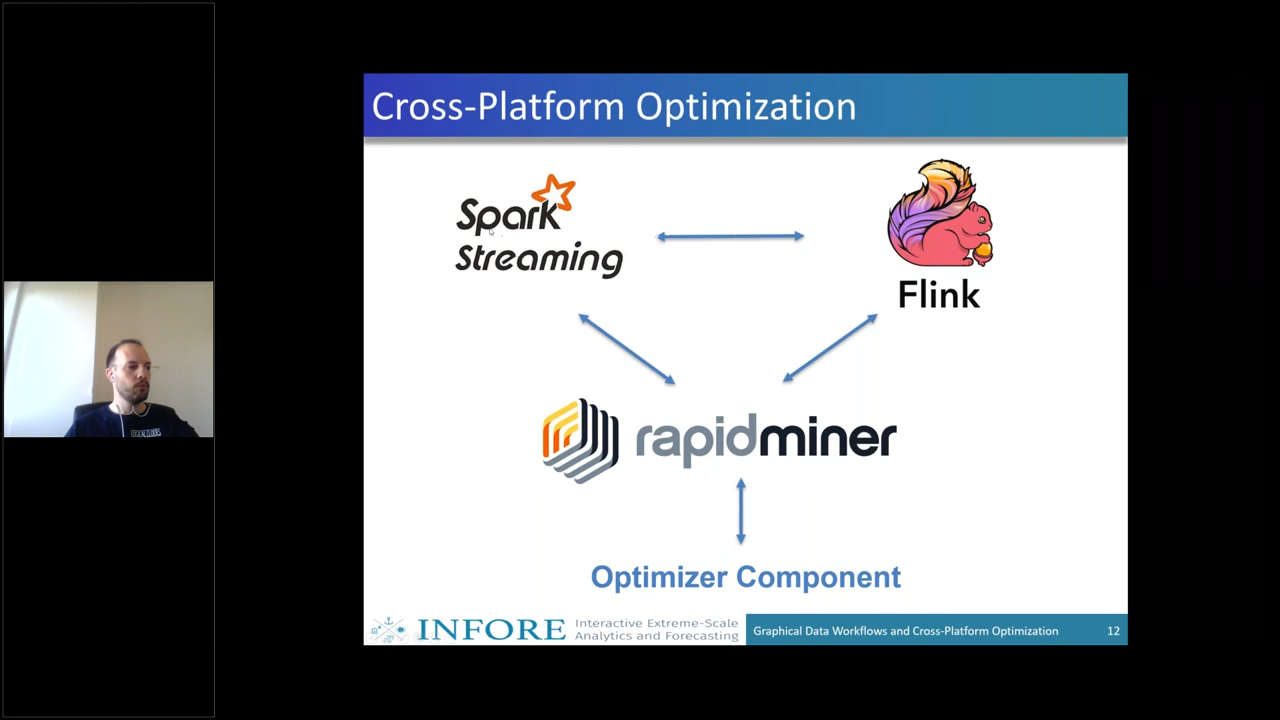 Cross-Platform Optimization
Spark
Streaming
Flink
rapidminer
Optimizer Component
INFORE
Interactive Extreme-Scale
Analytics and Forecasting
Graphical Data Workflows and Cross-Platform Optimization
12